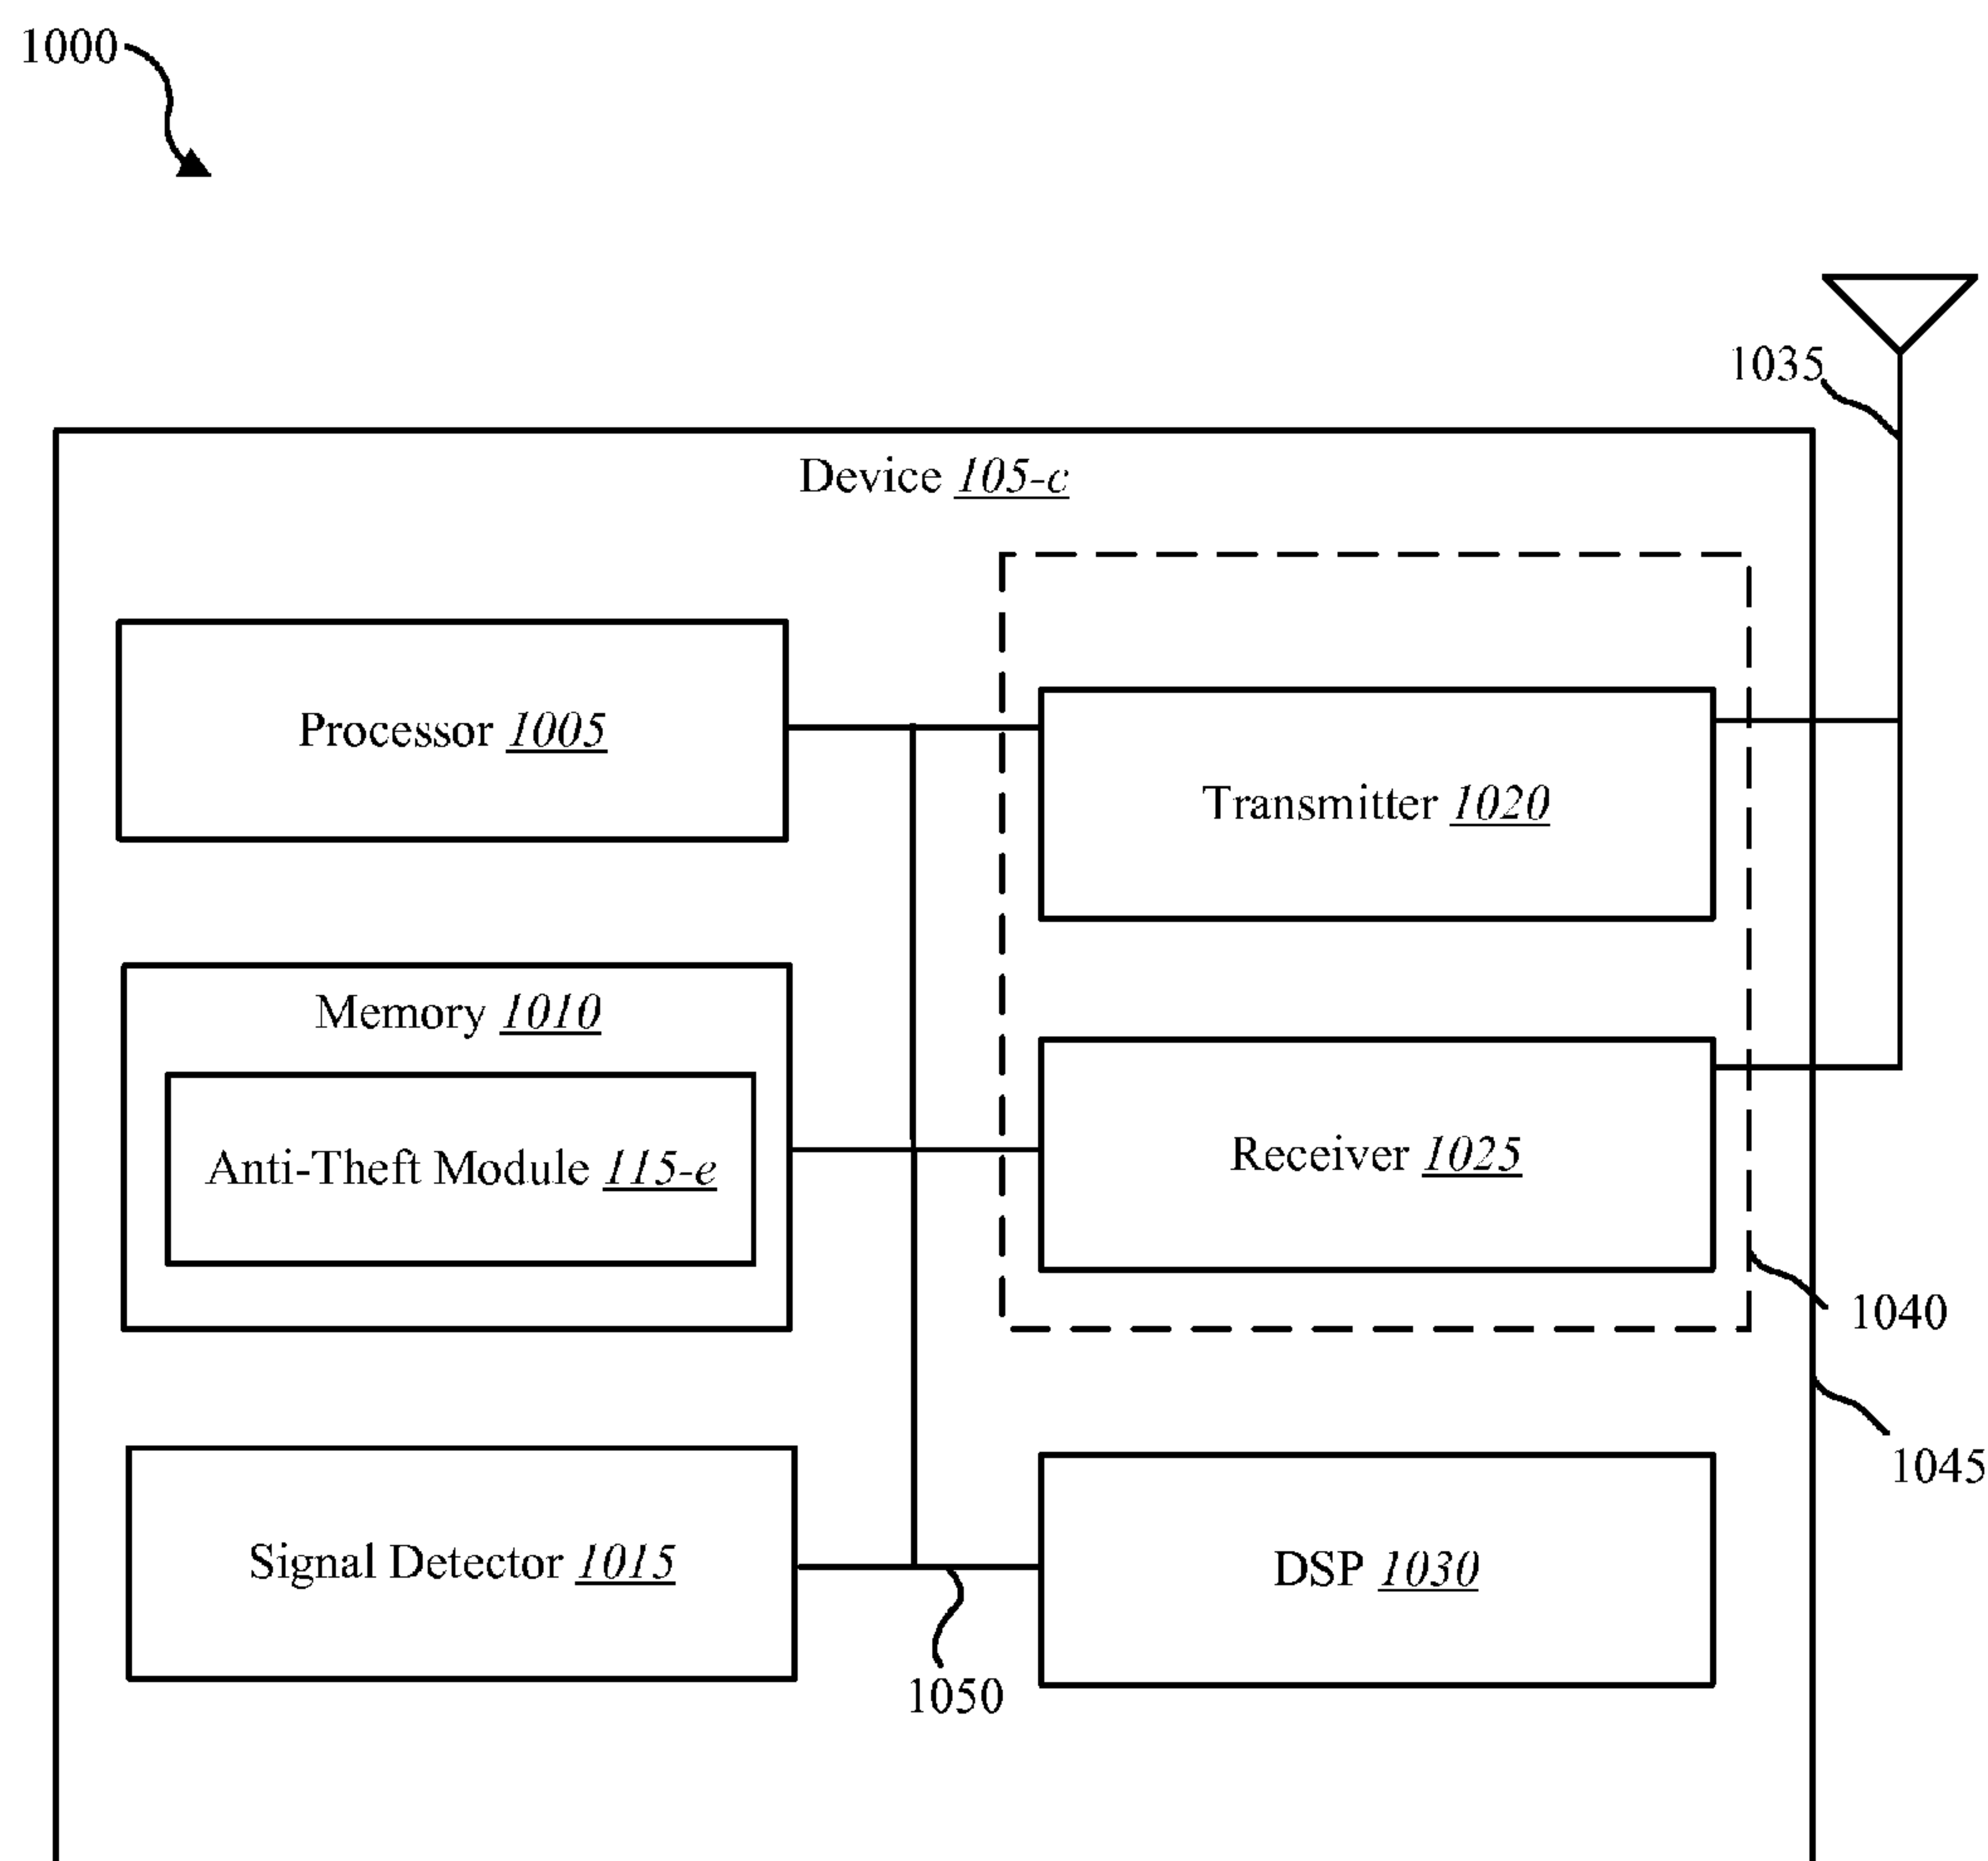 1000
1035
Device 105-c
Processor 1005
Transmitter 1020
Memory 1010
Anti-Theft Module 115-e
Receiver 1025
1040
1045
Signal Detector 1015
DSP 1030
1050